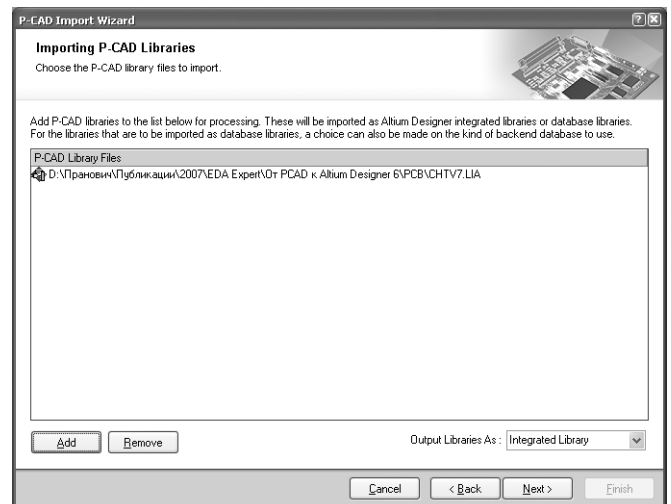 P-CAD Import Wizard
Importing P-CAD Libraries
Choose the P-CAD library files to import.
Add P-CAD libraries to the list below for processing. These will be imported as Altium Designer integrated libraries or database libraries.
For the libraries that are to be imported as database libraries, a choice can also be made on the kind of backend database to use.
P-CAD Library Files
D:\Пранович\Публикации\2007\EDA Expert\От PCAD к Altium Designer 6\PCB\CHTV7.LIA
Add Remove Output Libraries As : Integrated Library
Cancel < Back Next > Finish